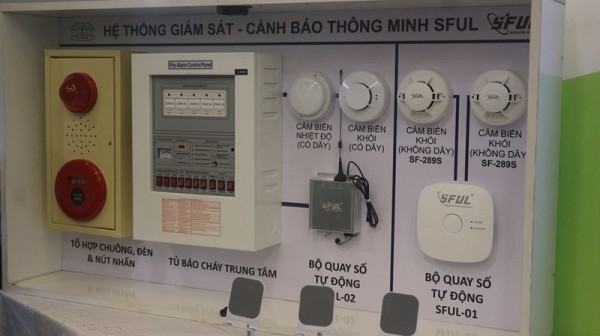 HỆ THỐNG GIÁM SÁT - CẢNH BÁO THÔNG MINH SFUL
SFUL
Fire Alarm Control Panel
CẢM BIẾN
NHIỆT ĐỘ
(CÓ DÂY)
CẢM BIẾN
KHÓI
(CÓ DÂY)
CẢM BIẾN
KHÓI
(KHÔNG DÂY)
SF-289S
CẢM BIẾN
KHÓI
(KHÔNG DÂY)
SF-289S
SFUL
SFUL
TỔ HỢP CHUÔNG, ĐÈN
& NÚT NHẤN
TỦ BÁO CHÁY TRUNG TÂM
BỘ QUAY SỐ
TỰ ĐỘNG
UL-02
BỘ QUAY SỐ
TỰ ĐỘNG
SFUL-01